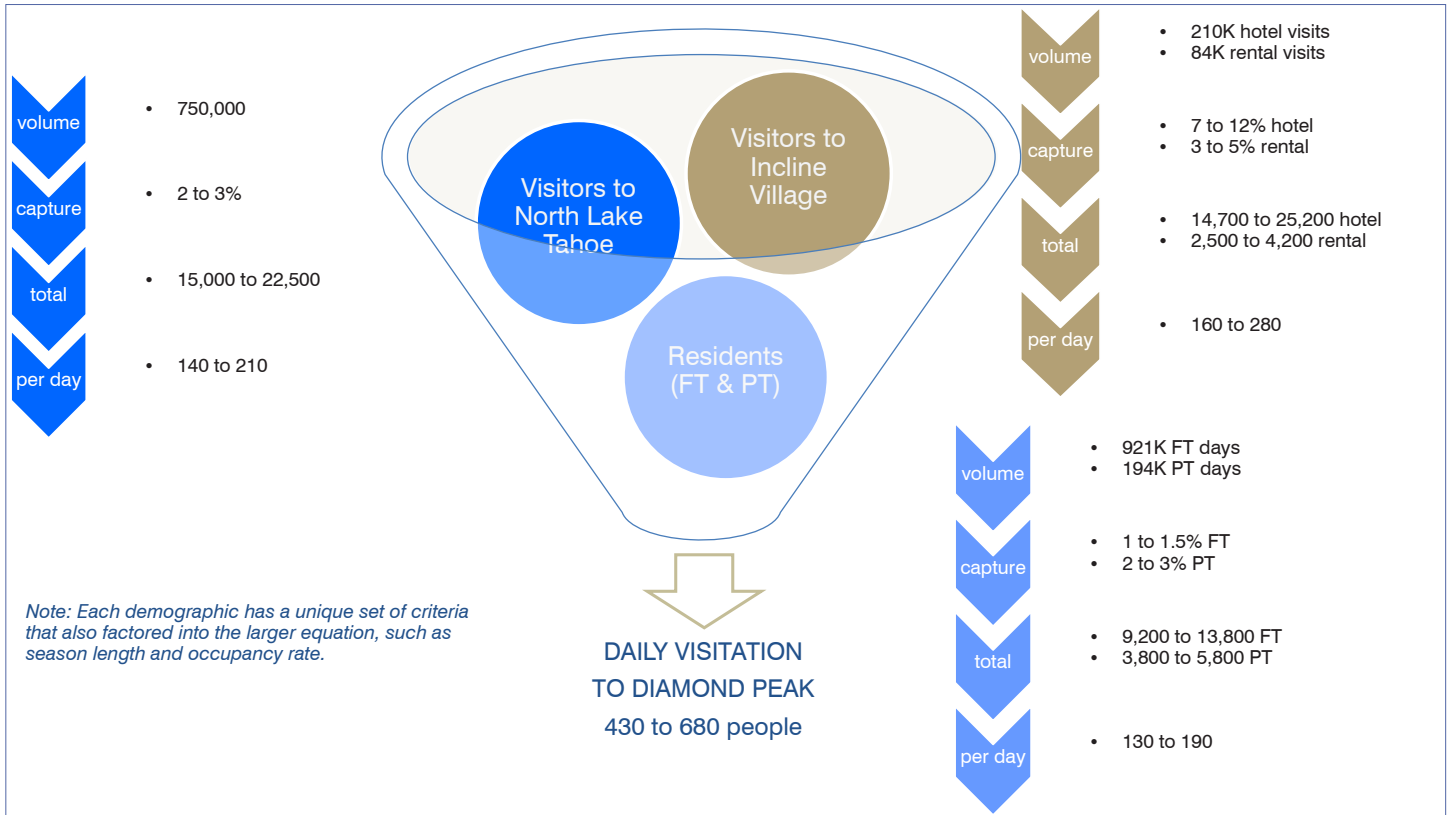 volume
• 750,000
capture
• 2 to 3%
total
• 15,000 to 22,500
per day
• 140 to 210
Visitors to
North Lake
Tahoe
Visitors to
Incline
Village
Residents
(FT & PT)
volume
• 210K hotel visits
• 84K rental visits
capture
• 7 to 12% hotel
• 3 to 5% rental
total
• 14,700 to 25,200 hotel
• 2,500 to 4,200 rental
per day
• 160 to 280
volume
• 921K FT days
• 194K PT days
capture
• 1 to 1.5% FT
• 2 to 3% PT
total
• 9,200 to 13,800 FT
• 3,800 to 5,800 PT
per day
• 130 to 190
Note: Each demographic has a unique set of criteria
that also factored into the larger equation, such as
season length and occupancy rate.
DAILY VISITATION
TO DIAMOND PEAK
430 to 680 people